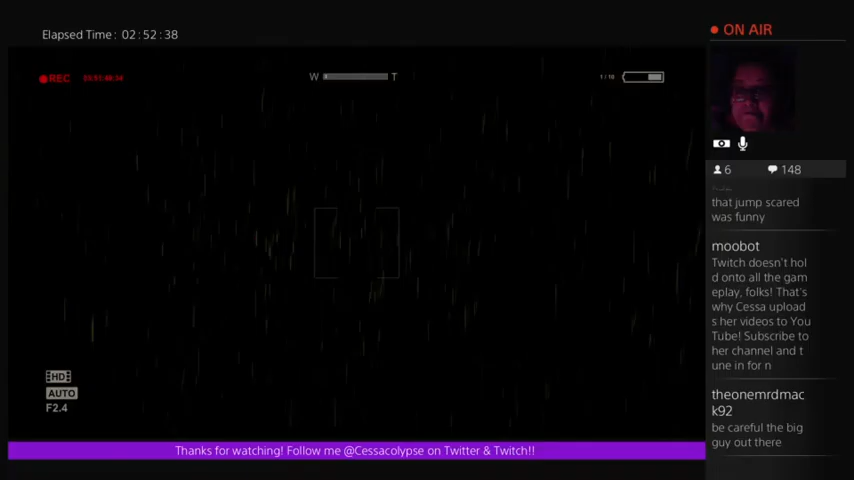 Elapsed Time: 02:52:38
ON AIR
REC
W
T
1/10
6
148
that jump scared
was funny
moobot
Twitch doesn't hol
d onto all the gam
eplay, folks! That's
why Cessa upload
s her videos to You
Tube! Subscribe to
her channel and t
une in for n
theonemrdmac
k92
be careful the big
guy out there
HD
AUTO
F2.4
Thanks for watching! Follow me @Cessacolypse on Twitter & Twitch!!